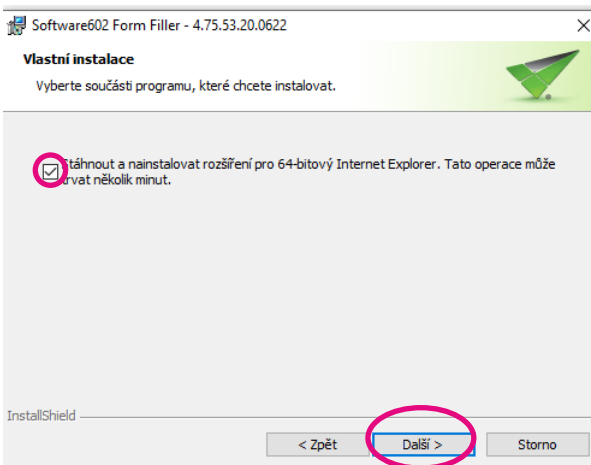 Software602 Form Filler - 4.75.53.20.0622
Vlastní instalace
Vyberte součásti programu, které chcete instalovat.
Stáhnout a nainstalovat rozšíření pro 64-bitový Internet Explorer. Tato operace může
trvat několik minut.
InstallShield
< Zpět
Další >
Storno